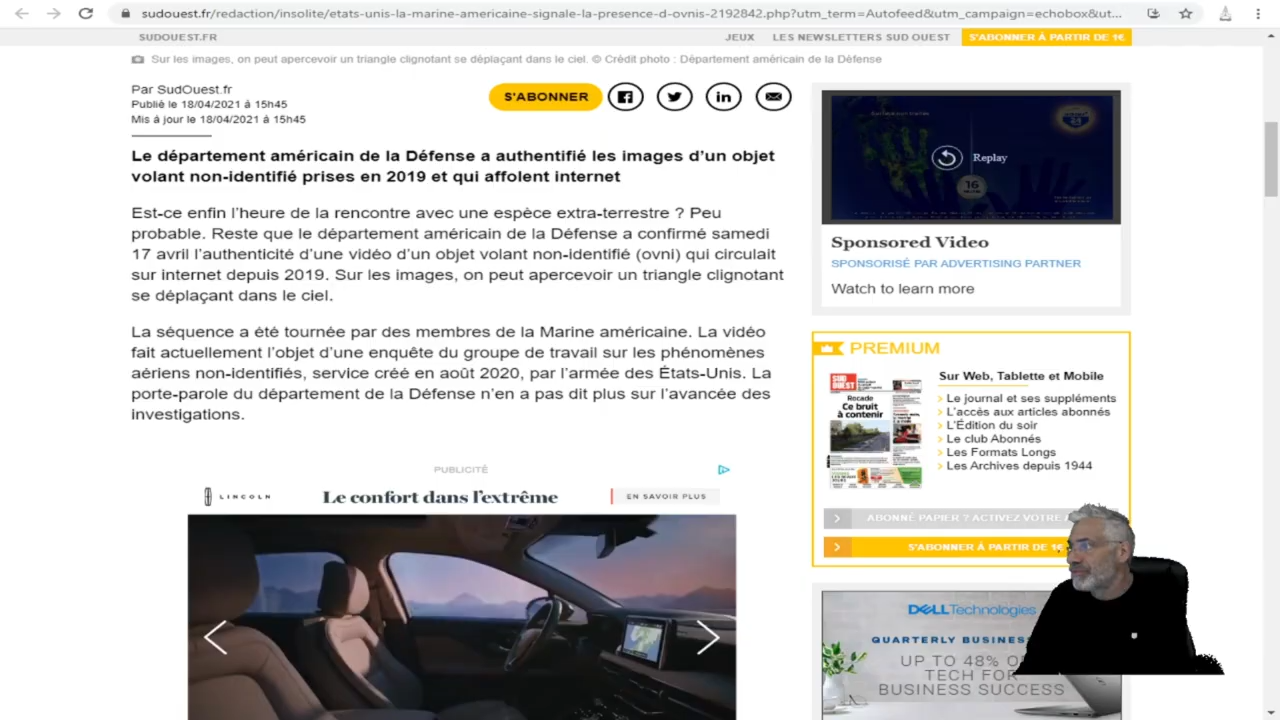 sudouest.fr/redaction/insolite/etats-unis-la-marine-americaine-signale-la-presence-d-ovnis-2192842.php?utm_term=Autofeed&utm_campaign=echobox&ut...
SUDOUEST.FR
JEUX
LES NEWSLETTERS SUD OUEST
S'ABONNER À PARTIR DE 1€
Sur les images, on peut apercevoir un triangle clignotant se déplaçant dans le ciel. © Crédit photo : Département américain de la Défense
Par SudOuest.fr
Publié le 18/04/2021 à 15h45
Mis à jour le 18/04/2021 à 15h45
S'ABONNER
Le département américain de la Défense a authentifié les images d'un objet
volant non-identifié prises en 2019 et qui affolent internet
Est-ce enfin l'heure de la rencontre avec une espèce extra-terrestre ? Peu
probable. Reste que le département américain de la Défense a confirmé samedi
17 avril l'authenticité d'une vidéo d'un objet volant non-identifié (ovni) qui circulait
sur internet depuis 2019. Sur les images, on peut apercevoir un triangle clignotant
se déplaçant dans le ciel.
La séquence a été tournée par des membres de la Marine américaine. La vidéo
fait actuellement l'objet d'une enquête du groupe de travail sur les phénomènes
aériens non-identifiés, service créé en août 2020, par l'armée des États-Unis. La
porte-parole du département de la Défense n'en a pas dit plus sur l'avancée des
investigations.
PUBLICITÉ
LINCOLN
Le confort dans l'extrême
EN SAVOIR PLUS
Replay
16
Sponsored Video
SPONSORISÉ PAR ADVERTISING PARTNER
Watch to learn more
PREMIUM
SUD OUEST
Rocade
Ce bruit
à contenir
Sur Web, Tablette et Mobile
Le journal et ses suppléments
L'accès aux articles abonnés
L'Édition du soir
Le club Abonnés
Les Formats Longs
Les Archives depuis 1944
ABONNÉ PAPIER ? ACTIVEZ VOTRE
S'ABONNER À PARTIR DE 1€
DELL Technologies
QUARTERLY BUSINES
UP TO 48% O
TECH FOR
BUSINESS SUCCESS